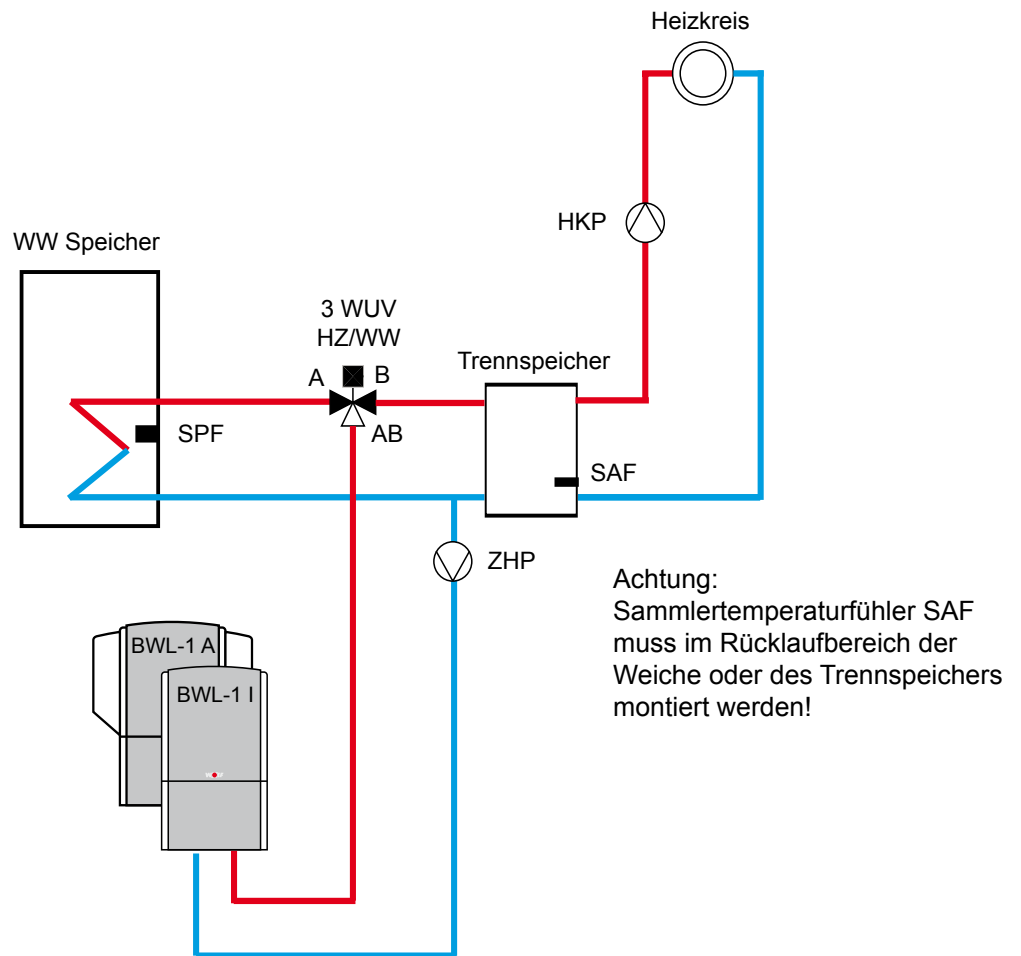 Heizkreis
HKP
WW Speicher
3 WUV
HZ/WW
A
B
AB
Trennspeicher
SPF
SAF
ZHP
Achtung:
Sammlertemperaturfühler SAF
muss im Rücklaufbereich der
Weiche oder des Trennspeichers
montiert werden!
BWL-1 A
BWL-1 I